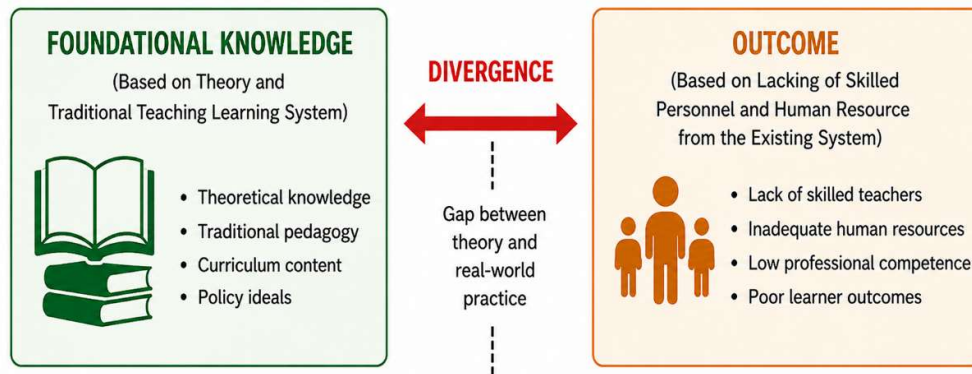 FOUNDATIONAL KNOWLEDGE
(Based on Theory and
Traditional Teaching Learning System)
• Theoretical knowledge
• Traditional pedagogy
• Curriculum content
• Policy ideals
DIVERGENCE
Gap between
theory and
real-world
practice
OUTCOME
(Based on Lacking of Skilled
Personnel and Human Resource
from the Existing System)
• Lack of skilled teachers
• Inadequate human resources
• Low professional competence
• Poor learner outcomes